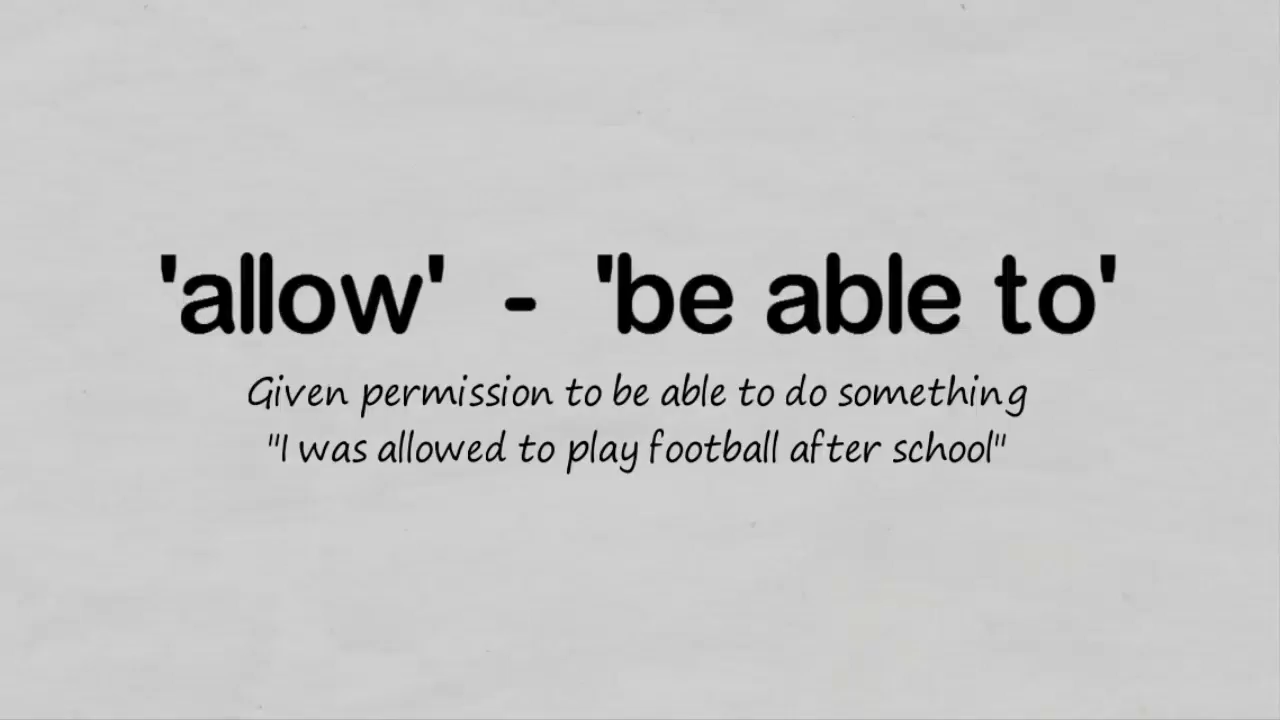 'allow' - 'be able to'
Given permission to be able to do something
"I was allowed to play football after school"